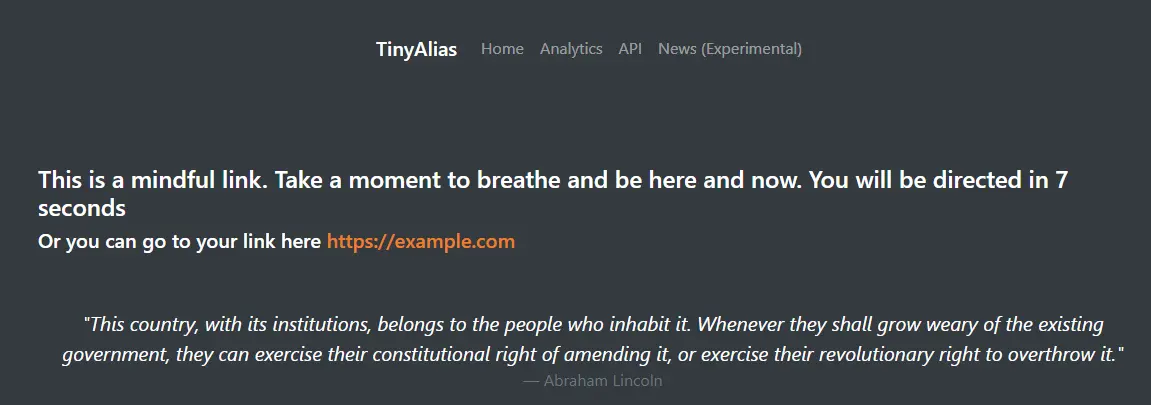 TinyAlias Home Analytics API News (Experimental)
This is a mindful link. Take a moment to breathe and be here and now. You will be directed in 7
seconds
Or you can go to your link here https://example.com
"This country, with its institutions, belongs to the people who inhabit it. Whenever they shall grow weary of the existing
government, they can exercise their constitutional right of amending it, or exercise their revolutionary right to overthrow it."
— Abraham Lincoln